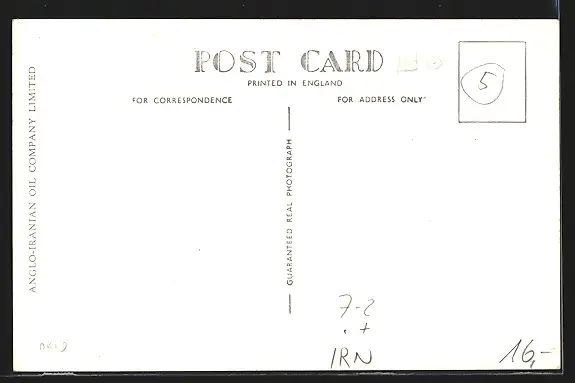 POST CARD
PRINTED IN ENGLAND
FOR CORRESPONDENCE
FOR ADDRESS ONLY
5
ANGLO-IRANIAN OIL COMPANY LIMITED
GUARANTEED REAL PHOTOGRAPH
7-2
IRN
16,-